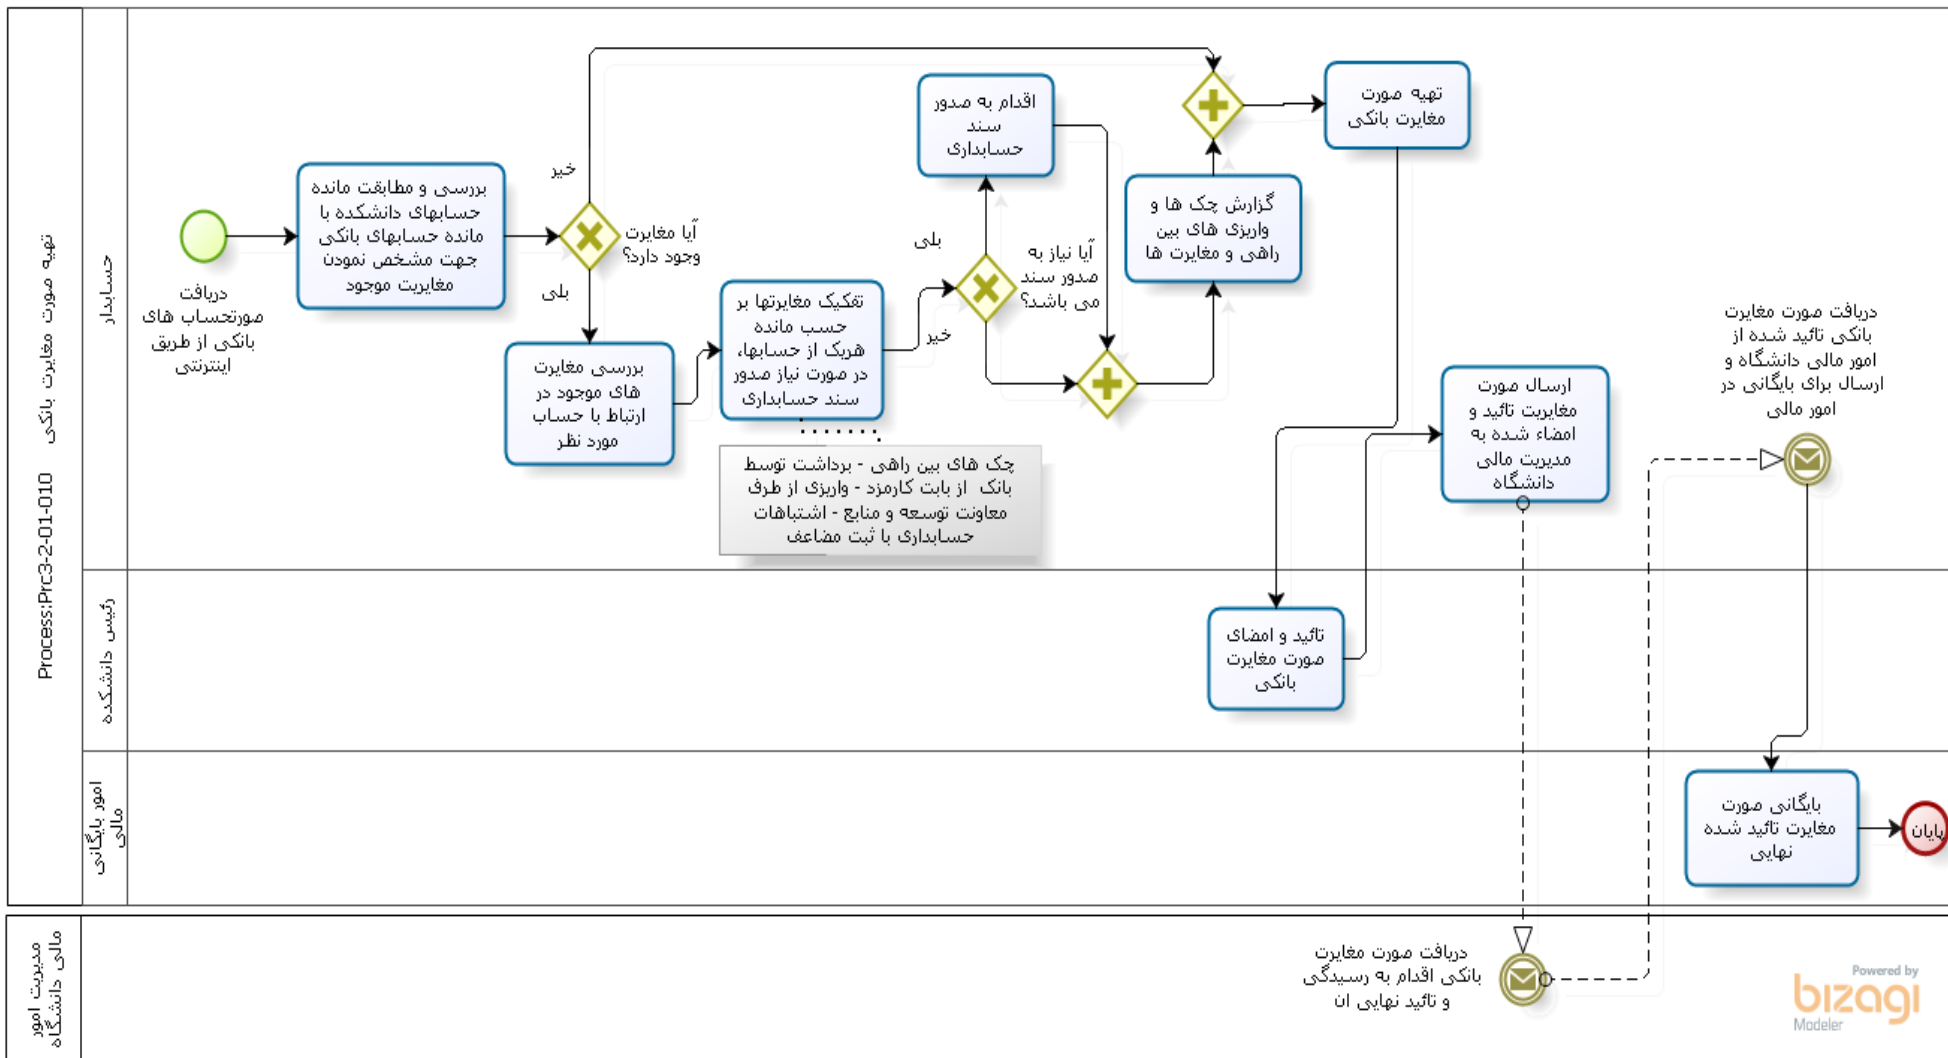 تهیه صورت مغایرت بانکی
Process:Prc3-2-01-010
حسابدار
رئیس دانشکده
امور بایگانی
مالی
مدیریت امور
مالی دانشگاه
دریافت
صورتحساب های
بانکی از طریق
اینترنتی
بررسی و مطابقت مانده
حسابهای دانشکده با
مانده حسابهای بانکی
جهت مشخص نمودن
مغایریت موجود
آیا مغایرت
وجود دارد؟
خیر
بلی
بررسی مغایرت
های موجود در
ارتباط با حساب
مورد نظر
تفکیک مغایرتها بر
حسب مانده
هریک از حسابها،
در صورت نیاز صدور
سند حسابداری
چک های بین راهی - برداشت توسط
بانک از بابت کارمزد - واریزی از طرف
معاونت توسعه و منابع - اشتباهات
حسابداری با ثبت مضاعف
آیا نیاز به
صدور سند
می باشد؟
بلی
خیر
اقدام به صدور
سند
حسابداری
گزارش چک ها و
واریزی های بین
راهی و مغایرت ها
تهیه صورت
مغایرت بانکی
تائید و امضای
صورت مغایرت
بانکی
ارسال صورت
مغایریت تائید و
امضاء شده به
مدیریت مالی
دانشگاه
دریافت صورت مغایرت
بانکی اقدام به رسیدگی
و تائید نهایی ان
دریافت صورت مغایرت
بانکی تائید شده از
امور مالی دانشگاه و
ارسال برای بایگانی در
امور مالی
بایگانی صورت
مغایرت تائید شده
نهایی
پایان
Powered by
bizagi
Modeler